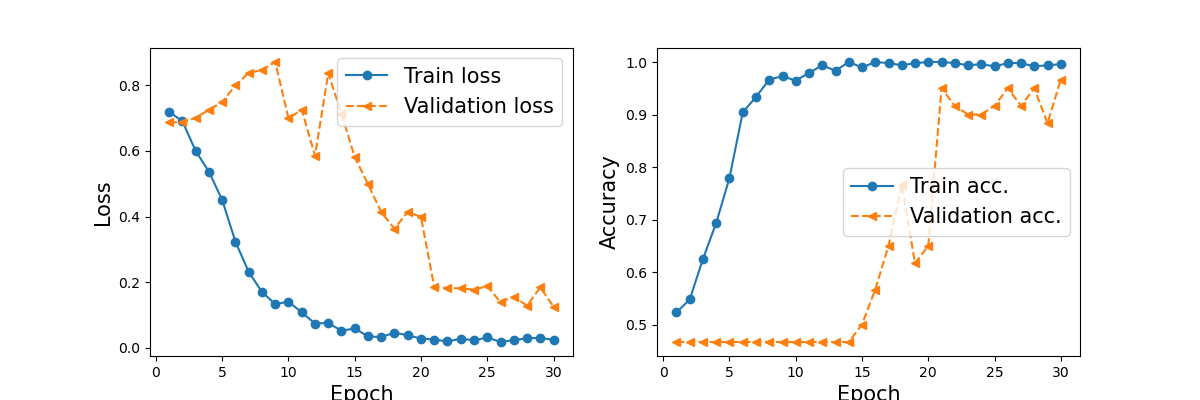 Train loss
Validation loss
Loss
0.8
0.6
0.4
0.2
0.0
0 5 10 15 20 25 30
Epoch
Train acc.
Validation acc.
Accuracy
1.0
0.9
0.8
0.7
0.6
0.5
0 5 10 15 20 25 30
Epoch